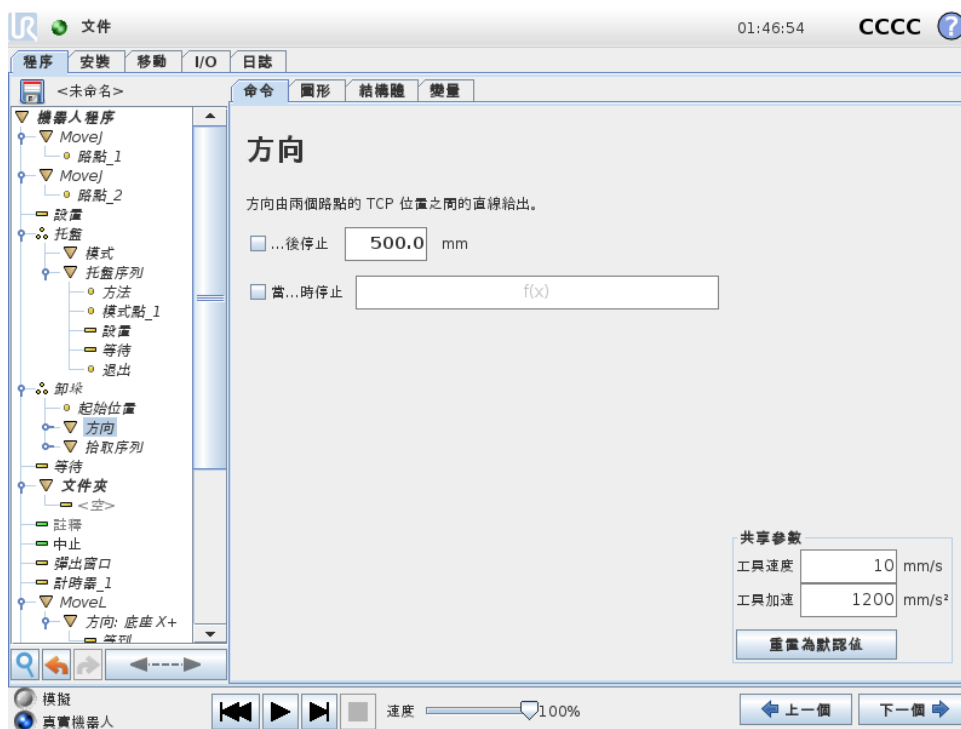 UR 文件 01:46:54 CCCC ?
程序 安裝 移動 I/O 日誌
<未命名> 命令 圖形 結構體 變量
機器人程序
MoveJ
路點_1
MoveJ
路點_2
設置
托盤
模式
托盤序列
方法
模式點_1
設置
等待
退出
卸垛
起始位置
方向
拾取序列
等待
文件夾
<空>
註釋
中止
彈出窗口
計時器_1
MoveL
方向: 底座 X+
等到
方向
方向由兩個路點的 TCP 位置之間的直線給出。
...後停止 500.0 mm
當...時停止 f(x)
共享參數
工具速度 10 mm/s
工具加速 1200 mm/s²
重置為默認值
模擬
真實機器人
速度 100%
上一個 下一個